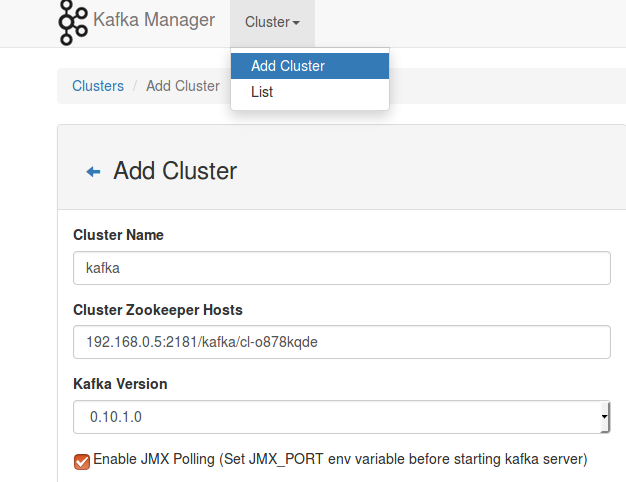 Kafka Manager Cluster
Add Cluster
List
Clusters / Add Cluster
Add Cluster
Cluster Name
kafka
Cluster Zookeeper Hosts
192.168.0.5:2181/kafka/cl-o878kqde
Kafka Version
0.10.1.0
Enable JMX Polling (Set JMX_PORT env variable before starting kafka server)